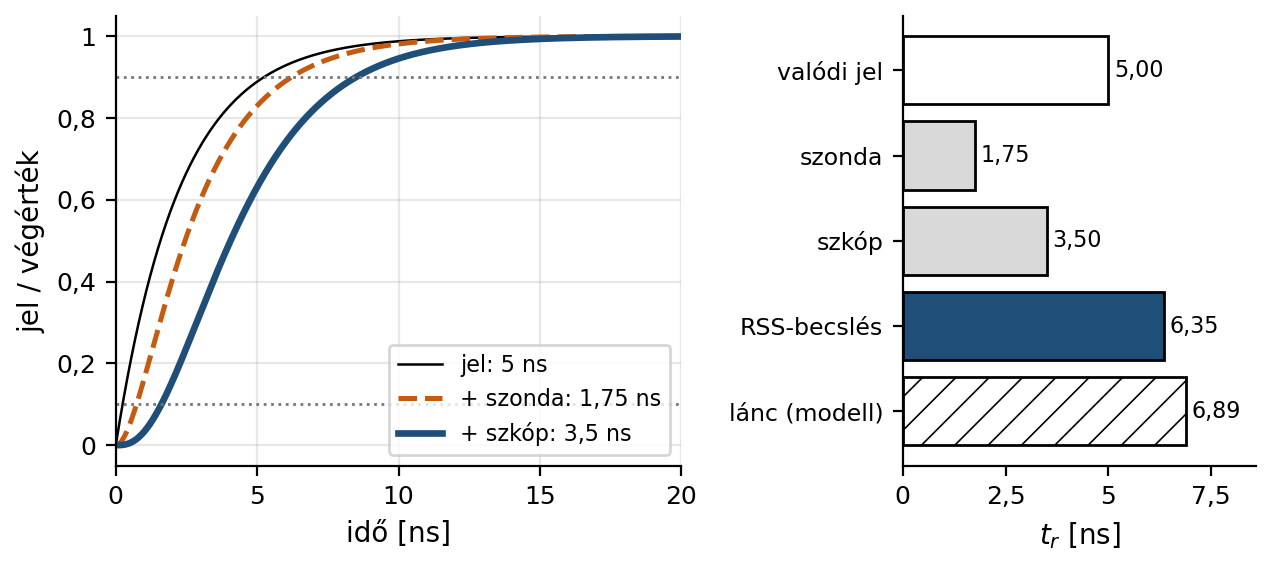 jel / végérték
1
0,8
0,6
0,4
0,2
0
0
5
10
15
20
idő [ns]
jel: 5 ns
+ szonda: 1,75 ns
+ szkóp: 3,5 ns
valódi jel
5,00
szonda
1,75
szkóp
3,50
RSS-becslés
6,35
lánc (modell)
6,89
0
2,5
5
7,5
tr [ns]